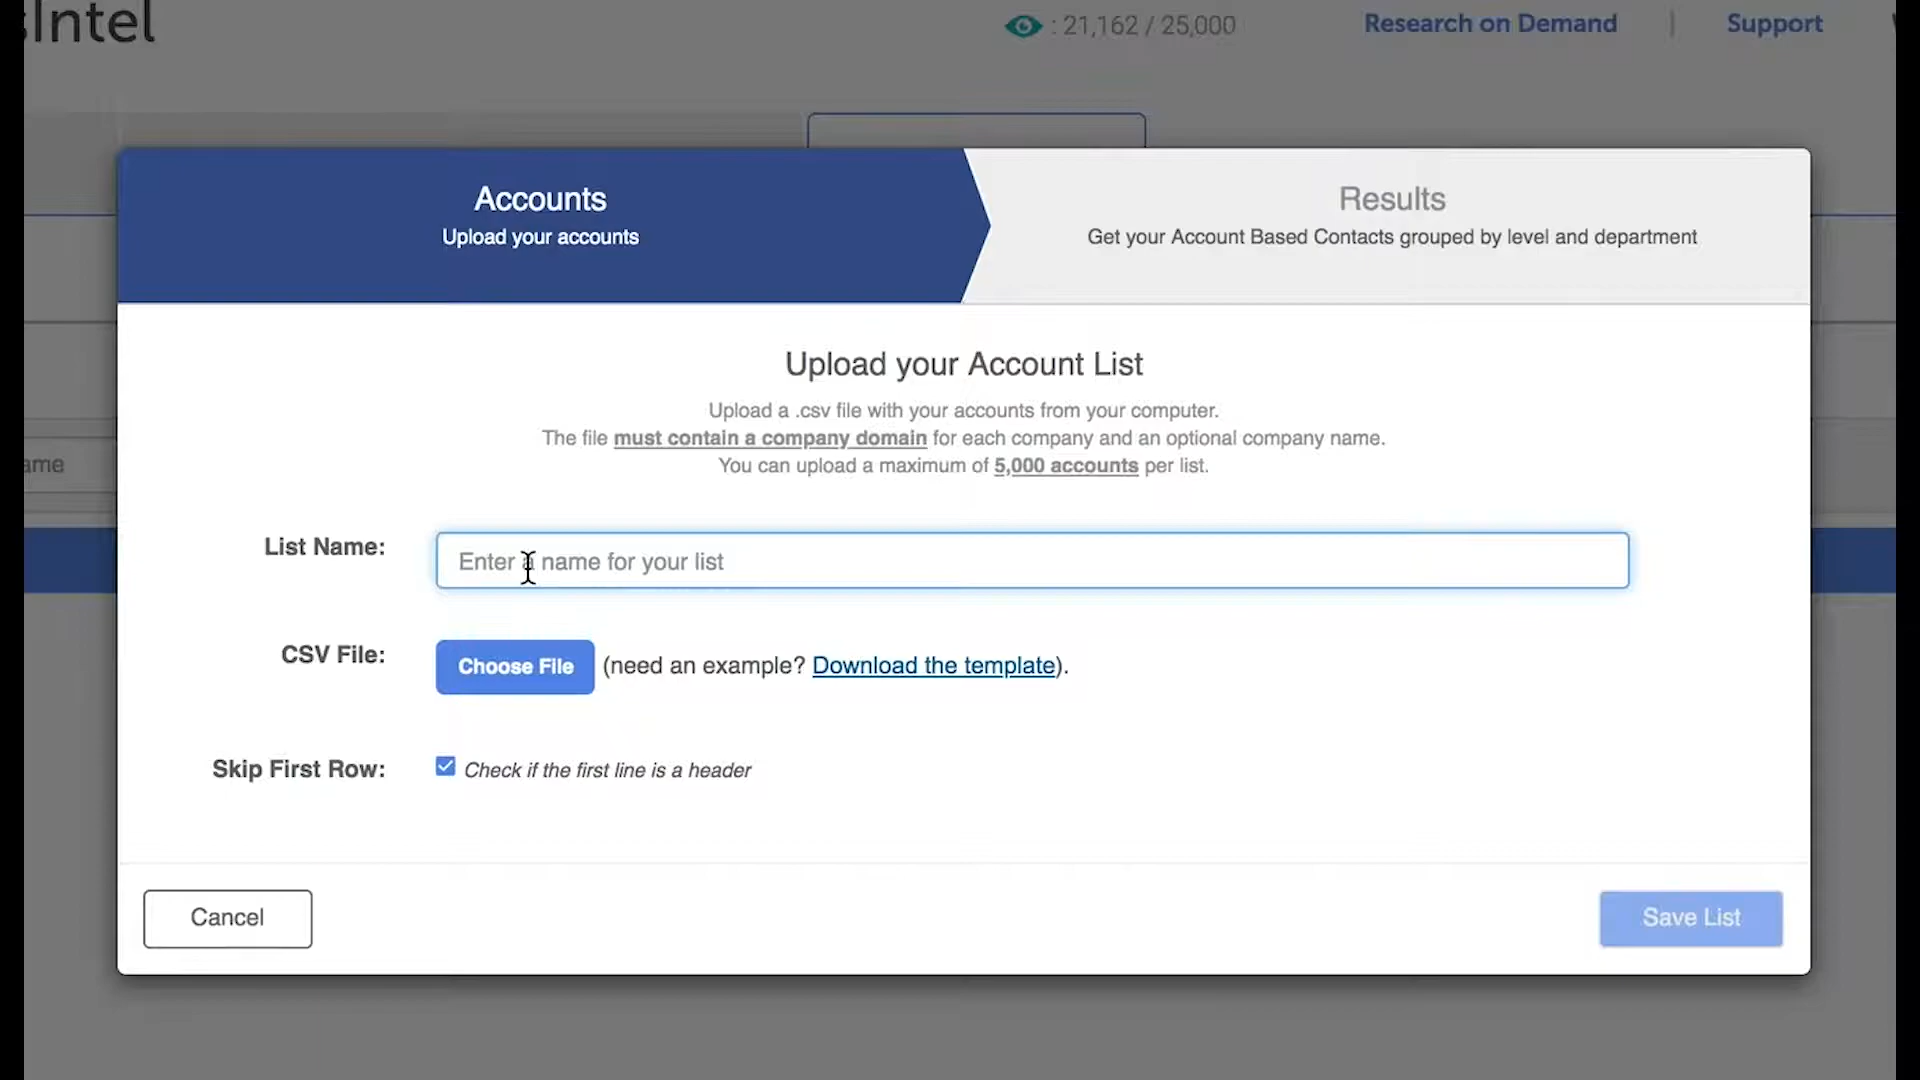 sIntel
: 21,162 / 25,000
Research on Demand | Support
Accounts
Upload your accounts
Results
Get your Account Based Contacts grouped by level and department
Upload your Account List
Upload a .csv file with your accounts from your computer.
The file must contain a company domain for each company and an optional company name.
You can upload a maximum of 5,000 accounts per list.
ame
List Name:
Enter a name for your list
CSV File:
Choose File (need an example? Download the template).
Skip First Row:
Check if the first line is a header
Cancel
Save List